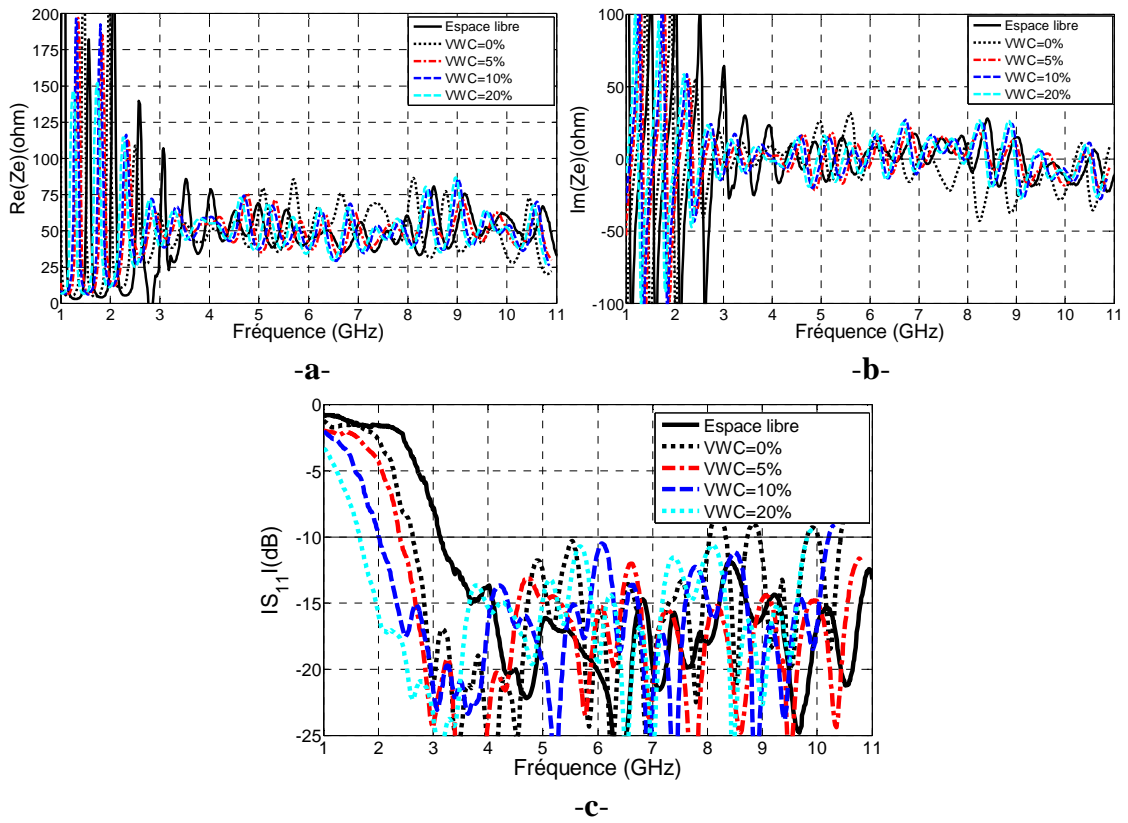 200
175
150
125
100
75
50
25
0
Re(Ze)(ohm)
1 2 3 4 5 6 7 8 9 10 11
Fréquence (GHz)
Espace libre
VWC=0%
VWC=5%
VWC=10%
VWC=20%
-a-
100
50
0
-50
-100
Im(Ze)(ohm)
1 2 3 4 5 6 7 8 9 10 11
Fréquence (GHz)
Espace libre
VWC=0%
VWC=5%
VWC=10%
VWC=20%
-b-
0
-5
-10
-15
-20
-25
IS11I(dB)
1 2 3 4 5 6 7 8 9 10 11
Fréquence (GHz)
Espace libre
VWC=0%
VWC=5%
VWC=10%
VWC=20%
-c-